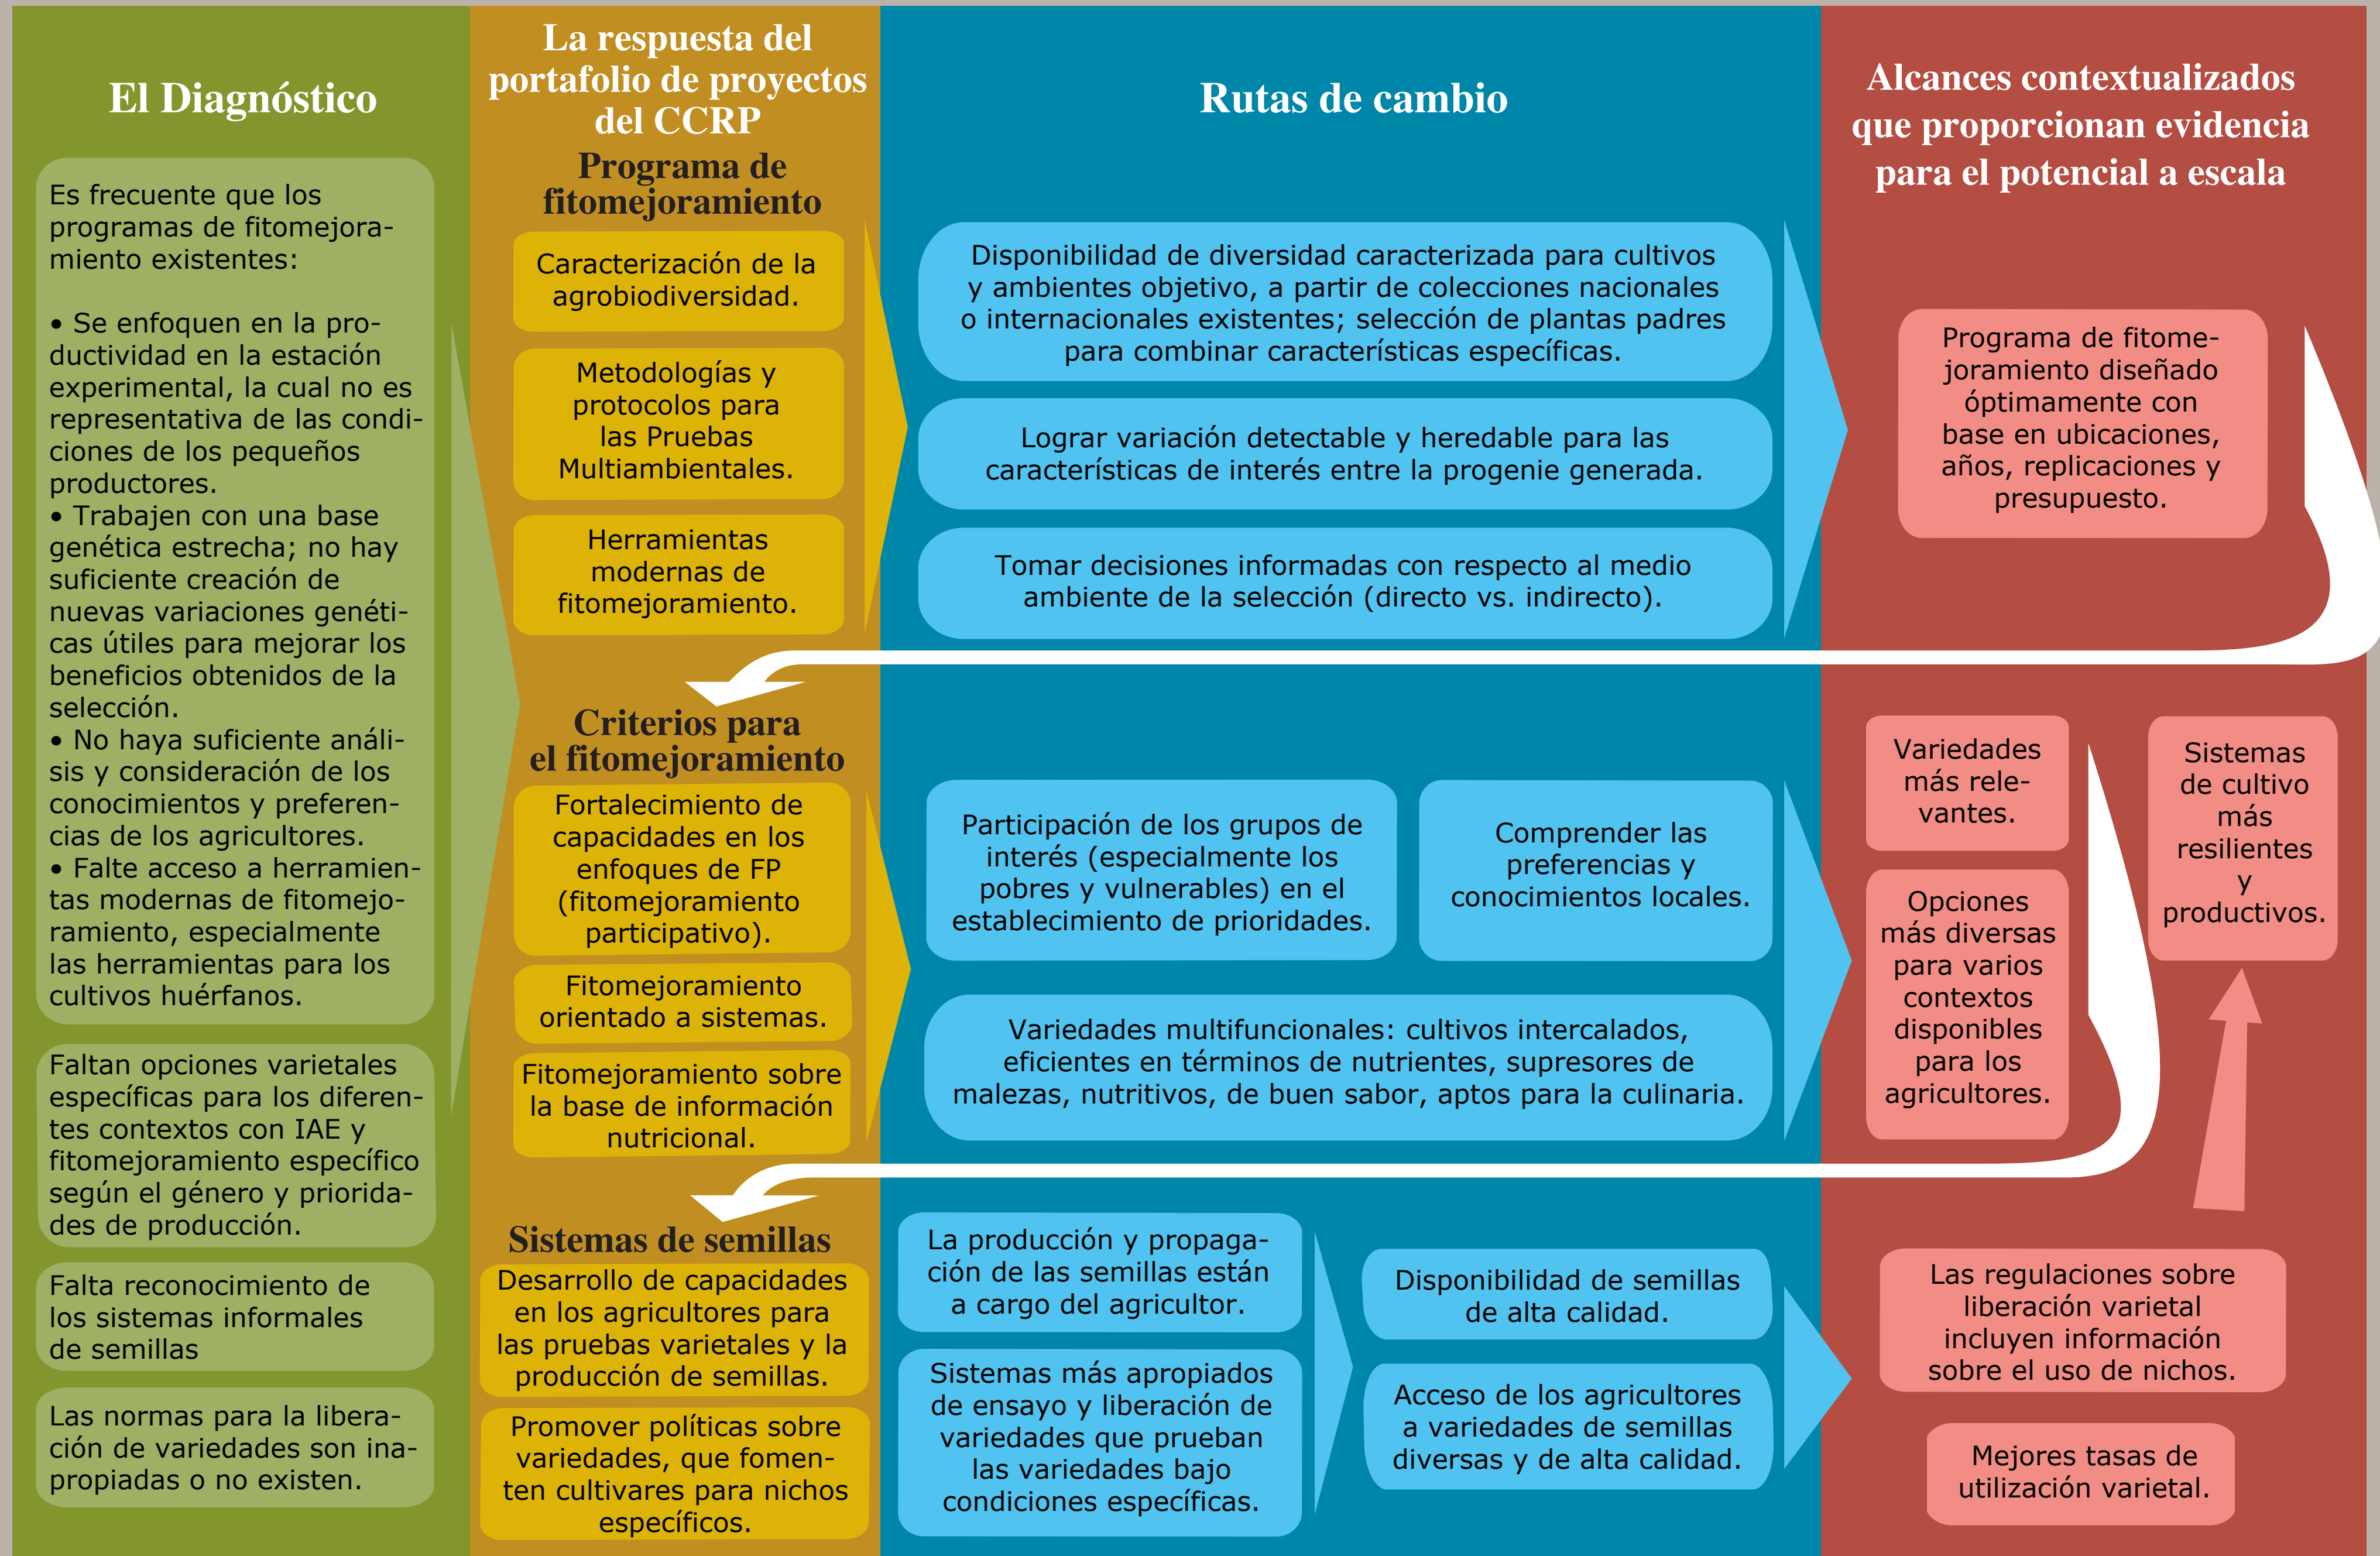 El Diagnóstico
Es frecuente que los
programas de fitomejora-
miento existentes:
• Se enfoquen en la pro-
ductividad en la estación
experimental, la cual no es
representativa de las condi-
ciones de los pequeños
productores.
• Trabajen con una base
genética estrecha; no hay
suficiente creación de
nuevas variaciones genéti-
cas útiles para mejorar los
beneficios obtenidos de la
selección.
• No haya suficiente análi-
sis y consideración de los
conocimientos y preferen-
cias de los agricultores.
• Falte acceso a herramien-
tas modernas de fitomejo-
ramiento, especialmente
las herramientas para los
cultivos huérfanos.
Faltan opciones varietales
específicas para los diferen-
tes contextos con IAE y
fitomejoramiento específico
según el género y priorida-
des de producción.
Falta reconocimiento de
los sistemas informales
de semillas
Las normas para la libera-
ción de variedades son ina-
propiadas o no existen.
La respuesta del
portafolio de proyectos
del CCRP
Programa de
fitomejoramiento
Caracterización de la
agrobiodiversidad.
Metodologías y
protocolos para
las Pruebas
Multiambientales.
Herramientas
modernas de
fitomejoramiento.
Criterios para
el fitomejoramiento
Fortalecimiento de
capacidades en los
enfoques de FP
(fitomejoramiento
participativo).
Fitomejoramiento
orientado a sistemas.
Fitomejoramiento sobre
la base de información
nutricional.
Sistemas de semillas
Desarrollo de capacidades
en los agricultores para
las pruebas varietales y la
producción de semillas.
Promover políticas sobre
variedades, que fomen-
ten cultivares para nichos
específicos.
Rutas de cambio
Disponibilidad de diversidad caracterizada para cultivos
y ambientes objetivo, a partir de colecciones nacionales
o internacionales existentes; selección de plantas padres
para combinar características específicas.
Lograr variación detectable y heredable para las
características de interés entre la progenie generada.
Tomar decisiones informadas con respecto al medio
ambiente de la selección (directo vs. indirecto).
Participación de los grupos de
interés (especialmente los
pobres y vulnerables) en el
establecimiento de prioridades.
Comprender las
preferencias y
conocimientos locales.
Variedades multifuncionales: cultivos intercalados,
eficientes en términos de nutrientes, supresores de
malezas, nutritivos, de buen sabor, aptos para la culinaria.
La producción y propaga-
ción de las semillas están
a cargo del agricultor.
Sistemas más apropiados
de ensayo y liberación de
variedades que prueban
las variedades bajo
condiciones específicas.
Disponibilidad de semillas
de alta calidad.
Acceso de los agricultores
a variedades de semillas
diversas y de alta calidad.
Alcances contextualizados
que proporcionan evidencia
para el potencial a escala
Programa de fitome-
joramiento diseñado
óptimamente con
base en ubicaciones,
años, replicaciones y
presupuesto.
Variedades
más rele-
vantes.
Opciones
más diversas
para varios
contextos
disponibles
para los
agricultores.
Sistemas
de cultivo
más
resilientes
y
productivos.
Las regulaciones sobre
liberación varietal
incluyen información
sobre el uso de nichos.
Mejores tasas de
utilización varietal.